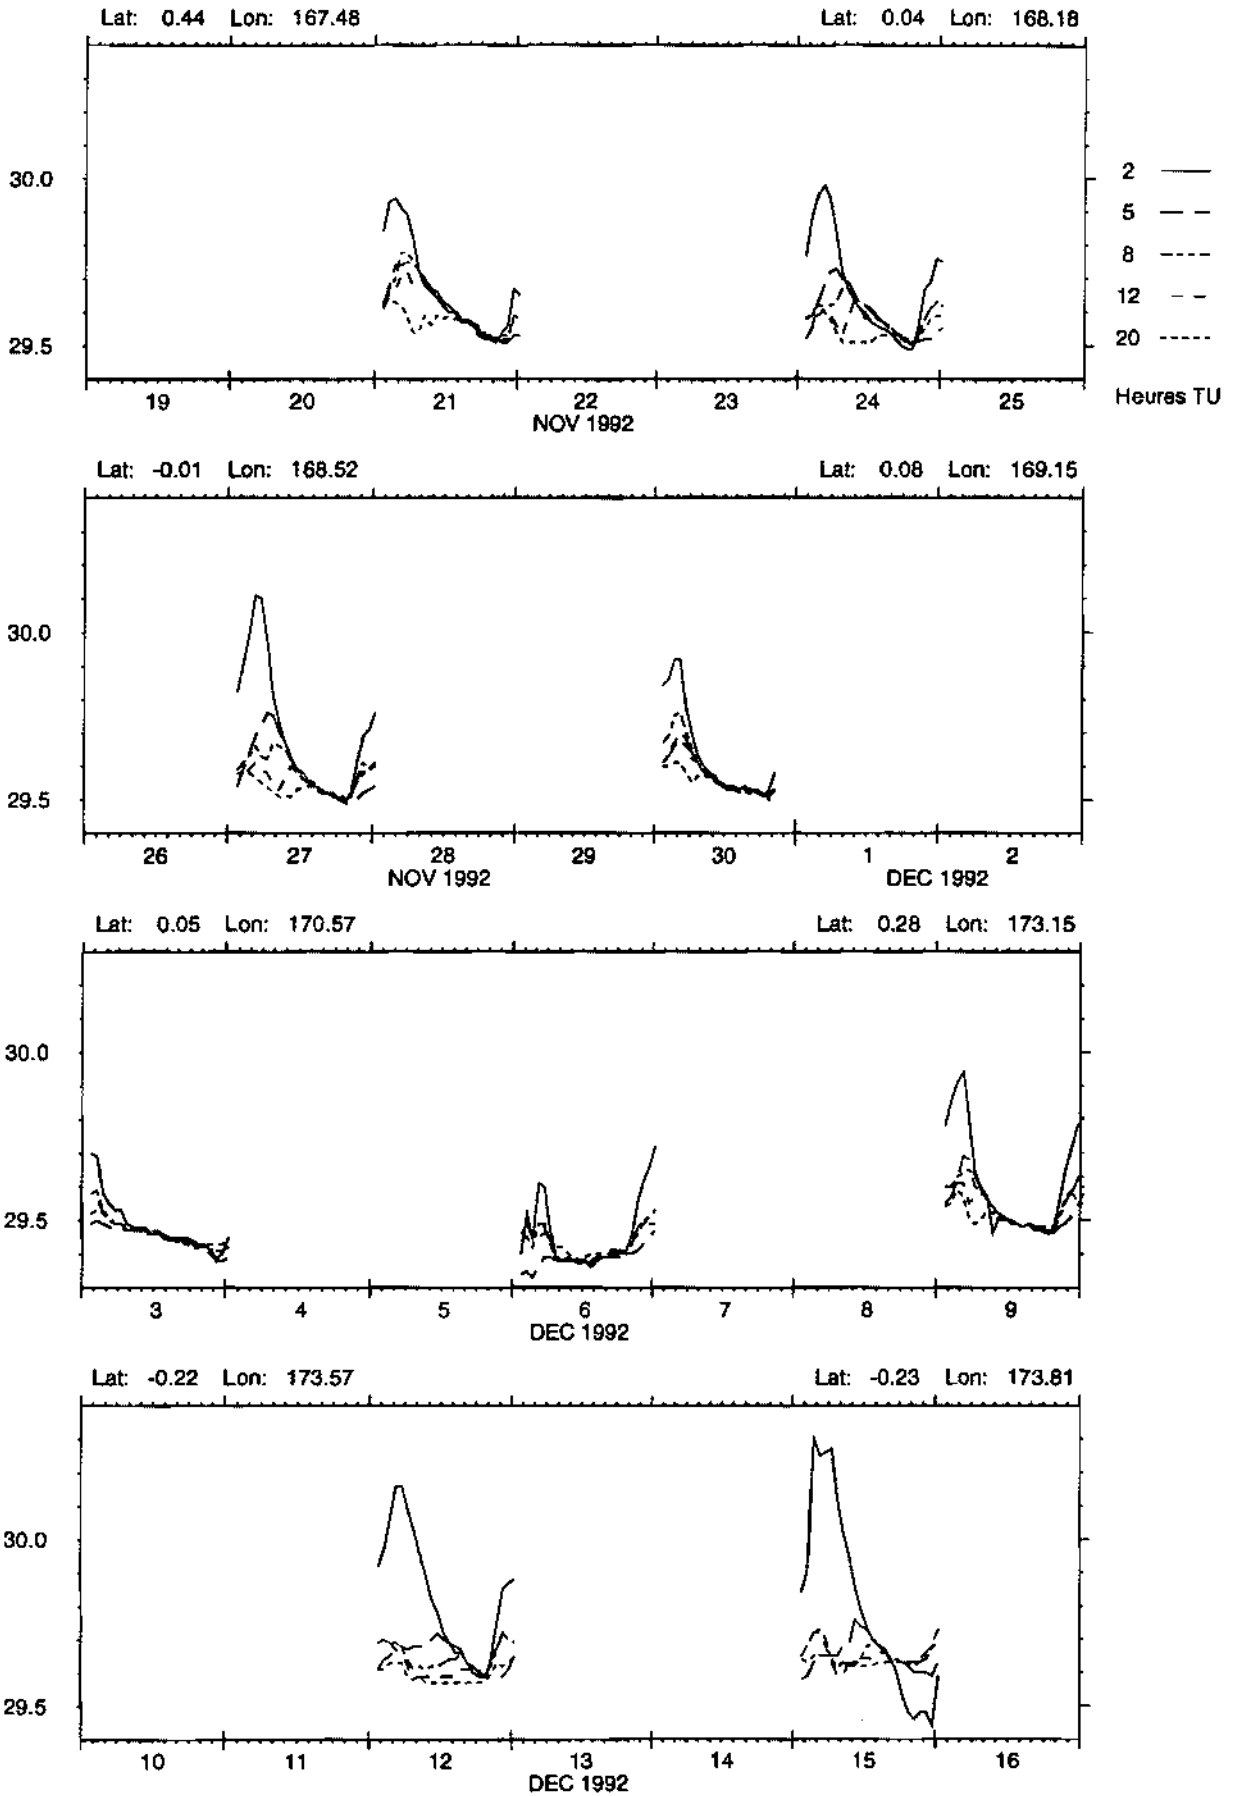 Lat: 0.44 Lon: 167.48 Lat: 0.04 Lon: 168.18
30.0
29.5
2
5
8
12
20
Heures TU
19 20 21 22 23 24 25
NOV 1992
Lat: -0.01 Lon: 168.52 Lat: 0.08 Lon: 169.15
30.0
29.5
26 27 28 29 30 1 2
NOV 1992 DEC 1992
Lat: 0.05 Lon: 170.57 Lat: 0.28 Lon: 173.15
30.0
29.5
3 4 5 6 7 8 9
DEC 1992
Lat: -0.22 Lon: 173.57 Lat: -0.23 Lon: 173.81
30.0
29.5
10 11 12 13 14 15 16
DEC 1992